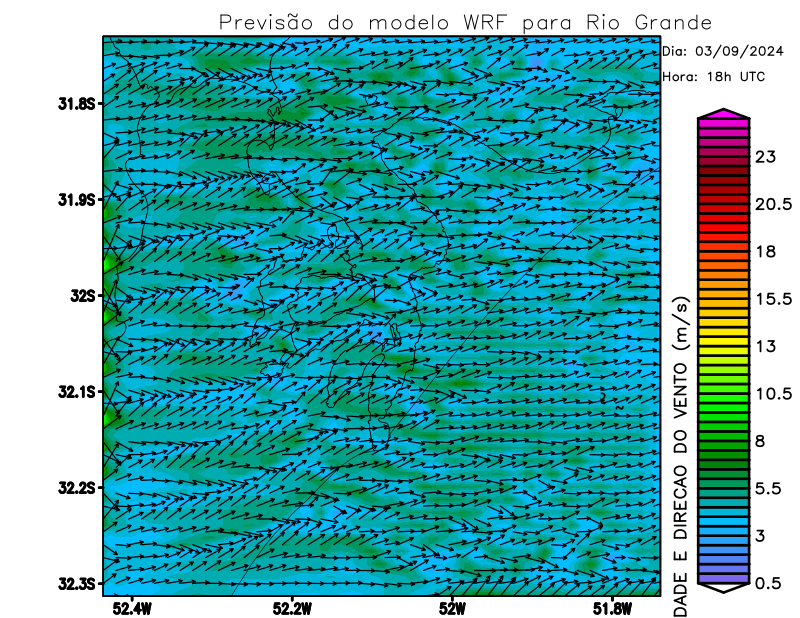 Previsão do modelo WRF para Rio Grande
Dia: 03/09/2024
Hora: 18h UTC
31.8S
31.9S
32S
32.1S
32.2S
32.3S
52.4W
52.2W
52W
51.8W
23
20.5
18
15.5
13
10.5
8
5.5
3
0.5
DADE E DIRECAO DO VENTO (m/s)